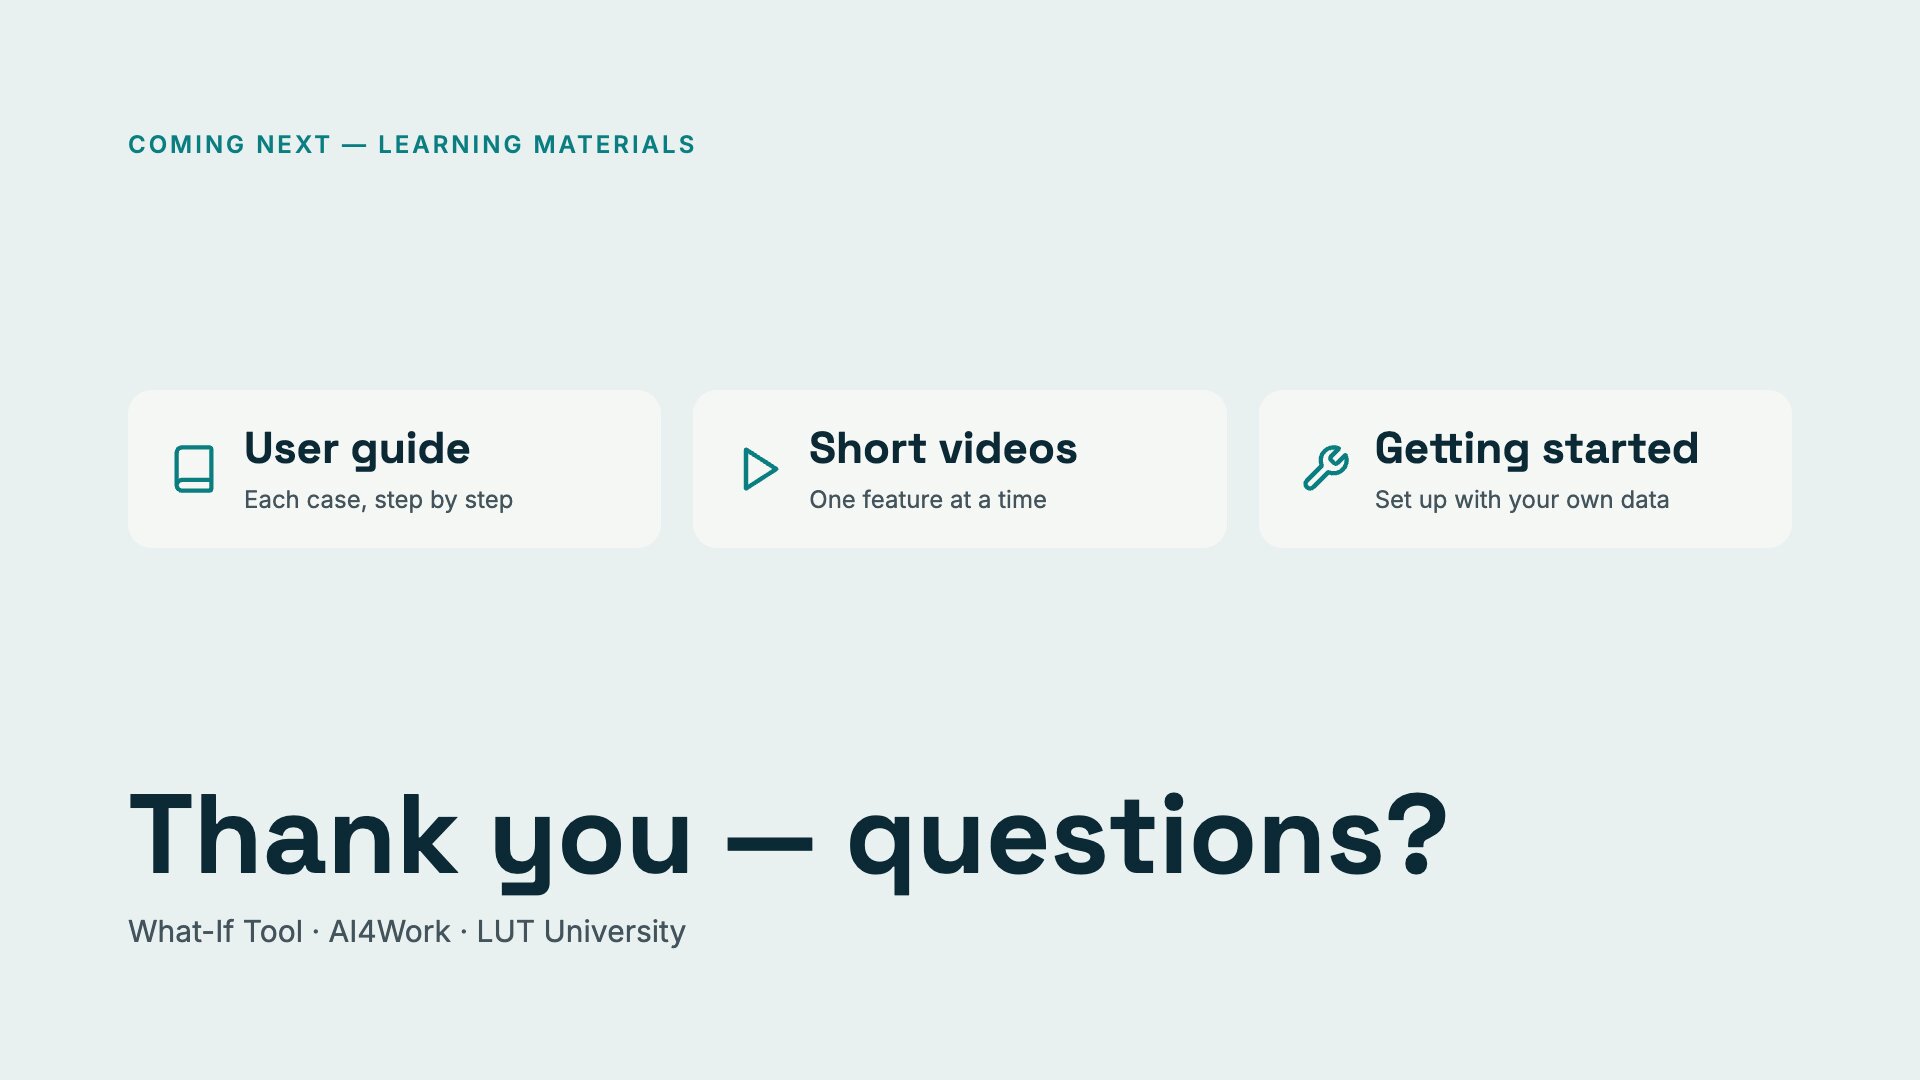 COMING NEXT — LEARNING MATERIALS
User guide
Each case, step by step
Short videos
One feature at a time
Getting started
Set up with your own data
Thank you — questions?
What-If Tool · AI4Work · LUT University